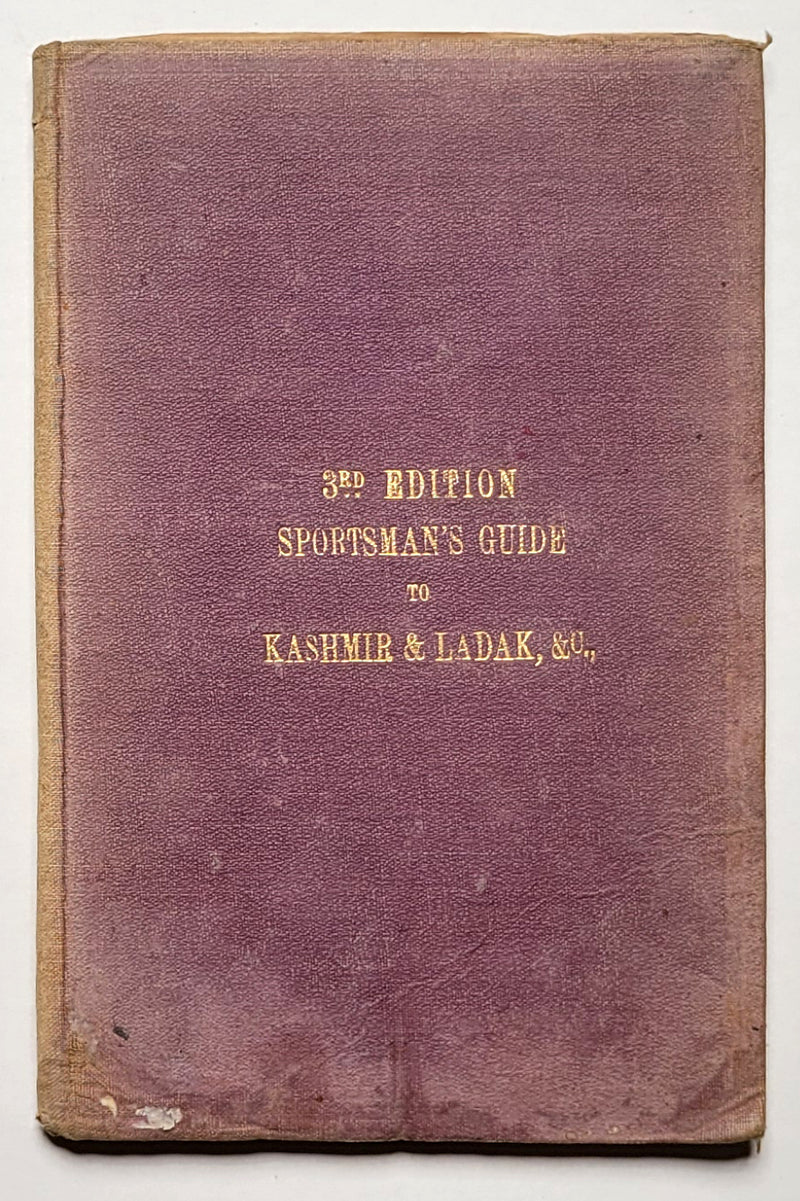 3RD EDITION
SPORTSMAN'S GUIDE
TO
KASHMIR & LADAK, &C.,